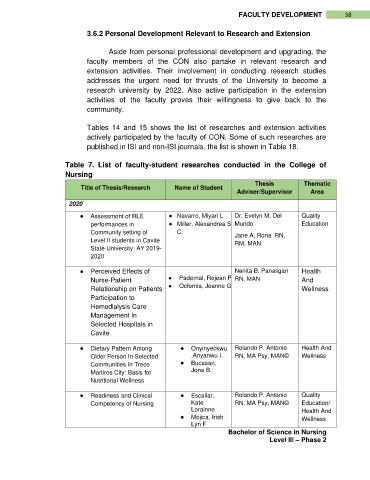 FACULTY DEVELOPMENT 38
3.6.2 Personal Development Relevant to Research and Extension
Aside from personal professional development and upgrading, the
faculty members of the CON also partake in relevant research and
extension activities. Their involvement in conducting research studies
addresses the urgent need for thrusts of the University to become a
research university by 2022. Also active participation in the extension
activities of the faculty proves their willingness to give back to the
community.
Tables 14 and 15 shows the list of researches and extension activities
actively participated by the faculty of CON. Some of such researches are
published in ISI and non-ISI journals, the list is shown in Table 18.
Table 7. List of faculty-student researches conducted in the College of
Nursing
Title of Thesis/Research
Name of Student
Thesis
Adviser/Supervisor
Thematic
Area
2020
● Assessment of RLE
performances in
Community setting of
Level II students in Cavite
State University; AY 2019-
2020
● Navarro, Miyari L.
● Miller, Alexandrea S
C.
Dr. Evelyn M. Del
Mundo
Jane A. Rona RN,
RM, MAN
Quality
Education
● Perceived Effects of
Nurse-Patient
Relationship on Patients
Participation to
Hemodialysis Care
Management In
Selected Hospitals in
Cavite
● Padernal, Rejean P
● Ocfemia, Joanne G
Nenita B. Panaligan
RN, MAN
Health
And
Wellness
● Dietary Pattern Among
Older Person In Selected
Communities In Trece
Martires City: Basis for
Nutritional Wellness
● Onyinyeckwu
,Anyanwu I.
● Bucasan,
Jona B.
Rolando P. Antonio
RN, MA Psy, MAN©
Health And
Wellness
● Readiness and Clinical
Competency of Nursing
● Escallar,
Kate
Lorainne
● Mojica, Irish
Lyn F
Rolando P. Antonio
RN, MA Psy, MAN©
Quality
Education/
Health And
Wellness
Bachelor of Science in Nursing
Level III – Phase 2